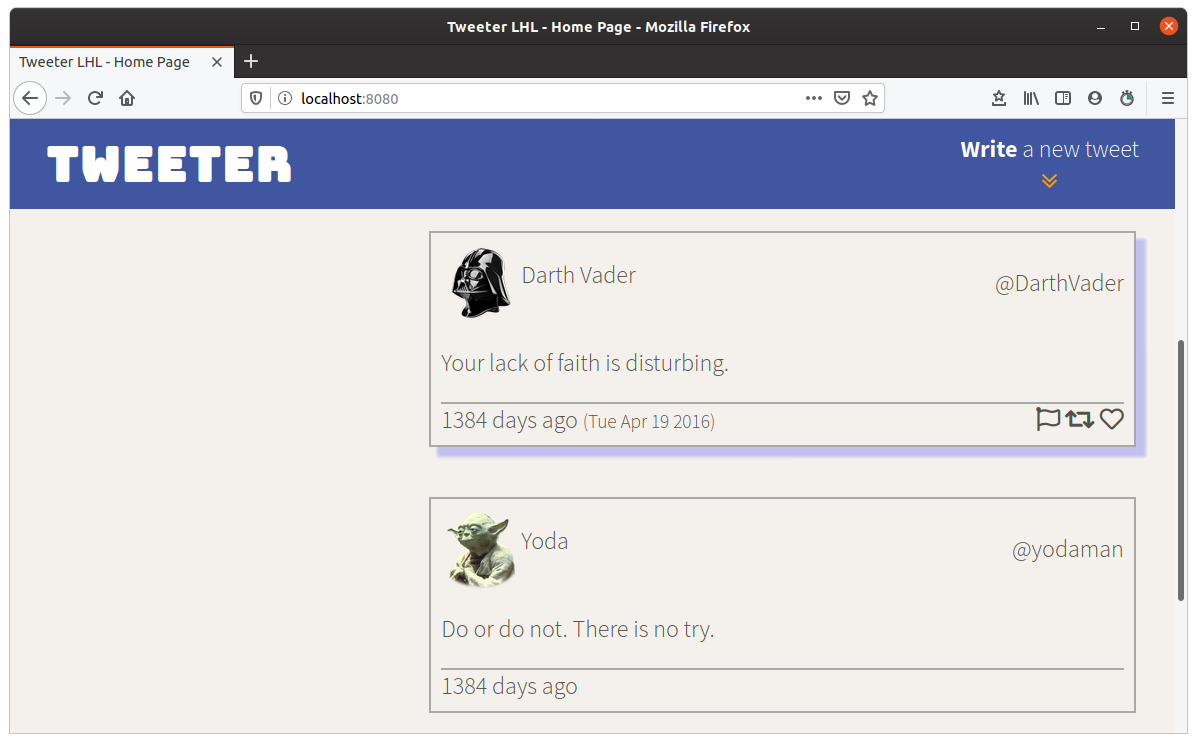 Tweeter LHL - Home Page - Mozilla Firefox
Tweeter LHL - Home Page
localhost:8080
TWEETER
Write a new tweet
Darth Vader
@DarthVader
Your lack of faith is disturbing.
1384 days ago (Tue Apr 19 2016)
Yoda
@yodaman
Do or do not. There is no try.
1384 days ago